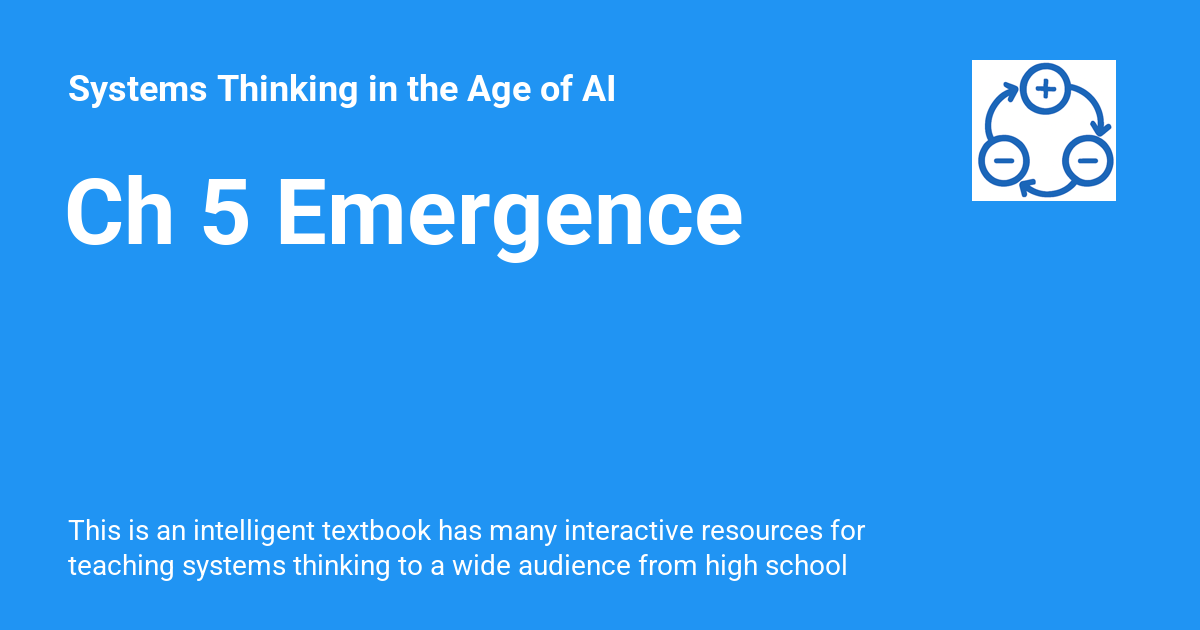 Systems Thinking in the Age of AI
Ch 5 Emergence
This is an intelligent textbook has many interactive resources for
teaching systems thinking to a wide audience from high school